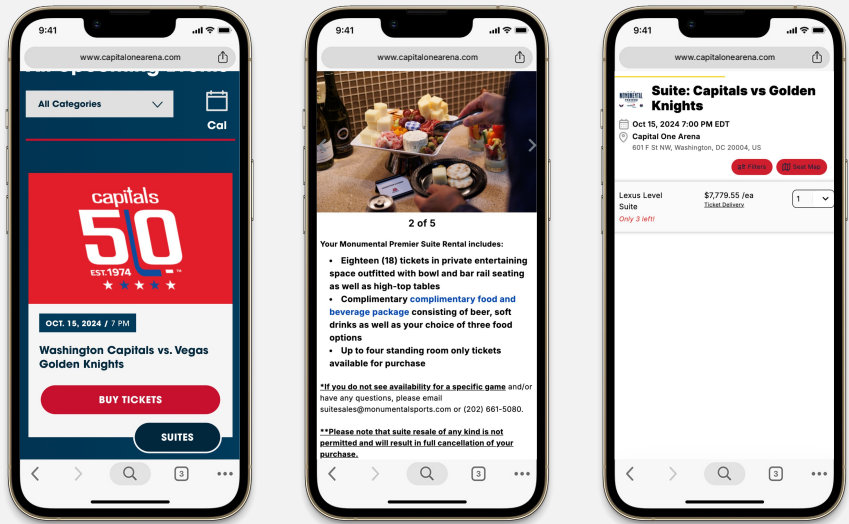 9:41
www.capitalonearena.com
All Categories
Cal
capitals
50
EST.1974
™
OCT. 15, 2024 / 7 PM
Washington Capitals vs. Vegas
Golden Knights
BUY TICKETS
SUITES
3
9:41
www.capitalonearena.com
2 of 5
Your Monumental Premier Suite Rental includes:
• Eighteen (18) tickets in private entertaining
space outfitted with bowl and bar rail seating
as well as high-top tables
• Complimentary complimentary food and
beverage package consisting of beer, soft
drinks as well as your choice of three food
options
• Up to four standing room only tickets
available for purchase
*If you do not see availability for a specific game and/or
have any questions, please email
suitesales@monumentalsports.com or (202) 661-5080.
**Please note that suite resale of any kind is not
permitted and will result in full cancellation of your
purchase.
3
9:41
www.capitalonearena.com
MONUMENTAL
Suite: Capitals vs Golden
Knights
Oct 15, 2024 7:00 PM EDT
Capital One Arena
601 F St NW, Washington, DC 20004, US
Filters
Seat Map
Lexus Level
Suite
$7,779.55 /ea
Ticket Delivery
1
Only 3 left!
3